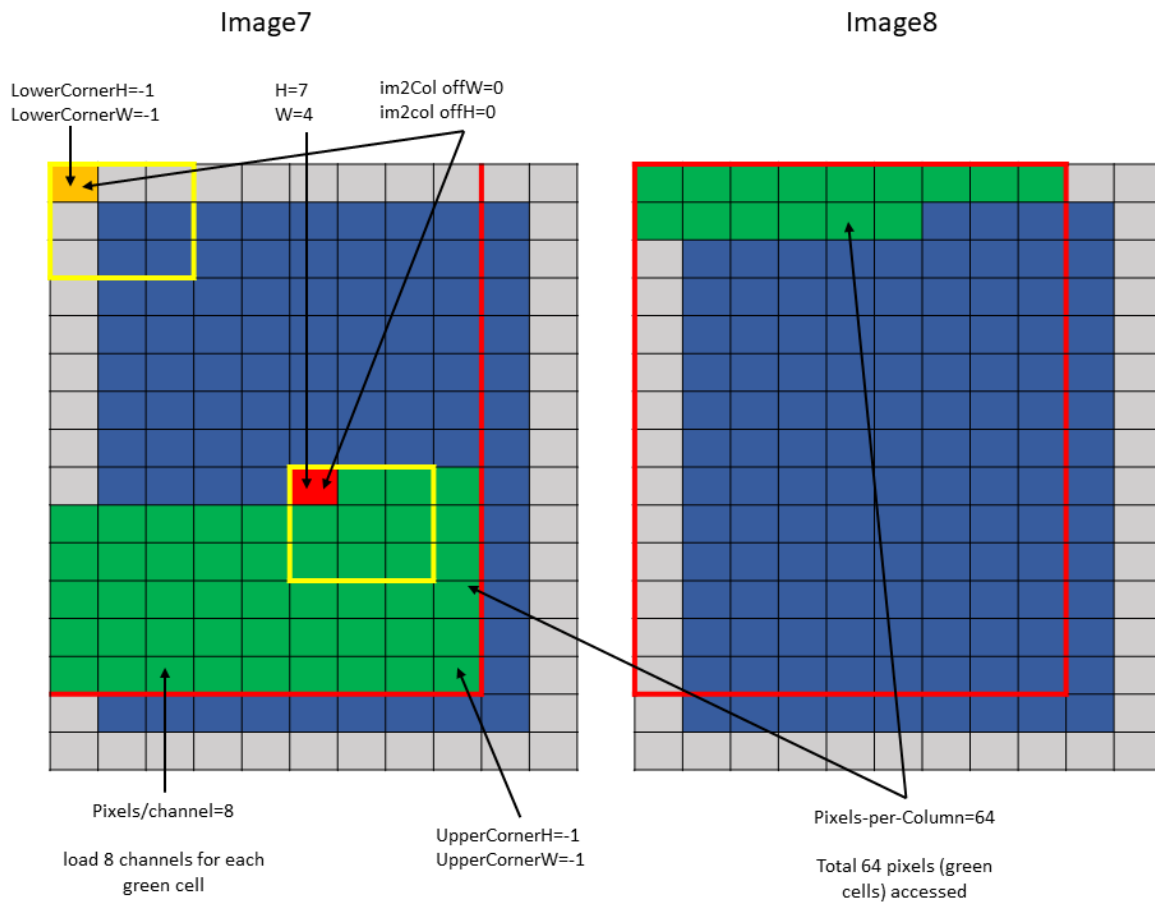 Image7
Image8
LowerCornerH=-1
LowerCornerW=-1
H=7
W=4
im2Col offW=0
im2col offH=0
Pixels/channel=8
load 8 channels for each
green cell
UpperCornerH=-1
UpperCornerW=-1
Pixels-per-Column=64
Total 64 pixels (green
cells) accessed